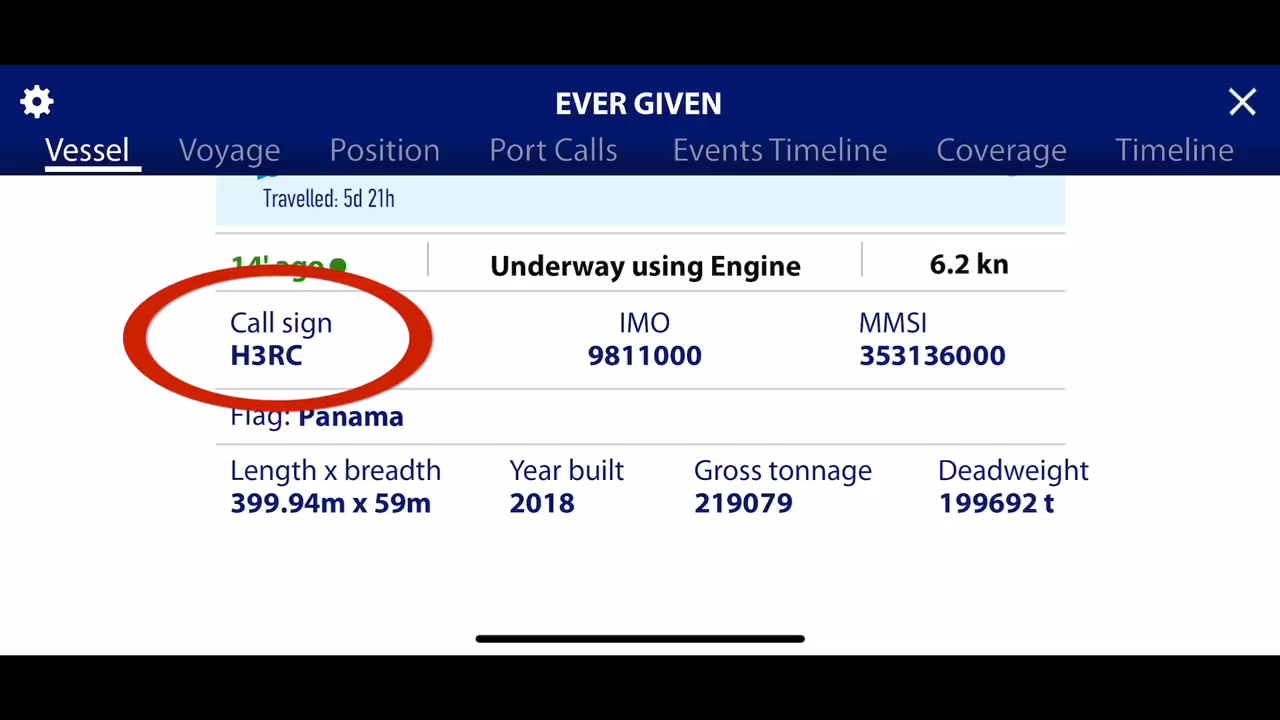 EVER GIVEN
Vessel Voyage Position Port Calls Events Timeline Coverage Timeline
Travelled: 5d 21h
14' ago Underway using Engine 6.2 kn
Call sign IMO MMSI
H3RC 9811000 353136000
Flag: Panama
Length x breadth Year built Gross tonnage Deadweight
399.94m x 59m 2018 219079 199692 t